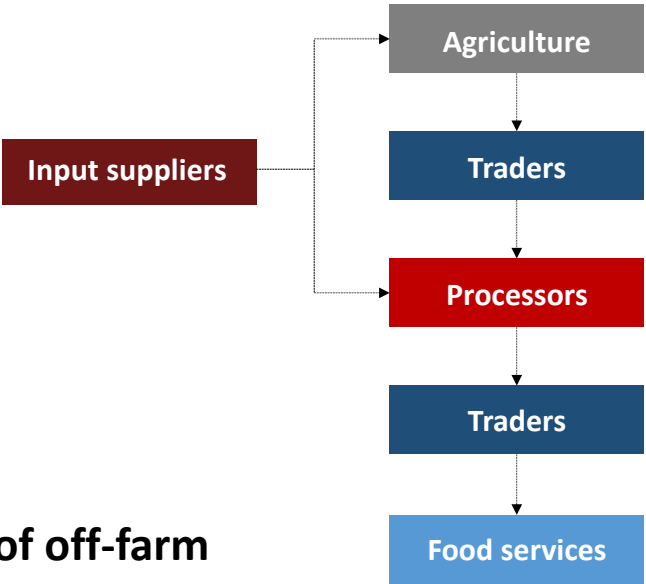 Agriculture
Input suppliers
Traders
Processors
Traders
of off-farm
Food services